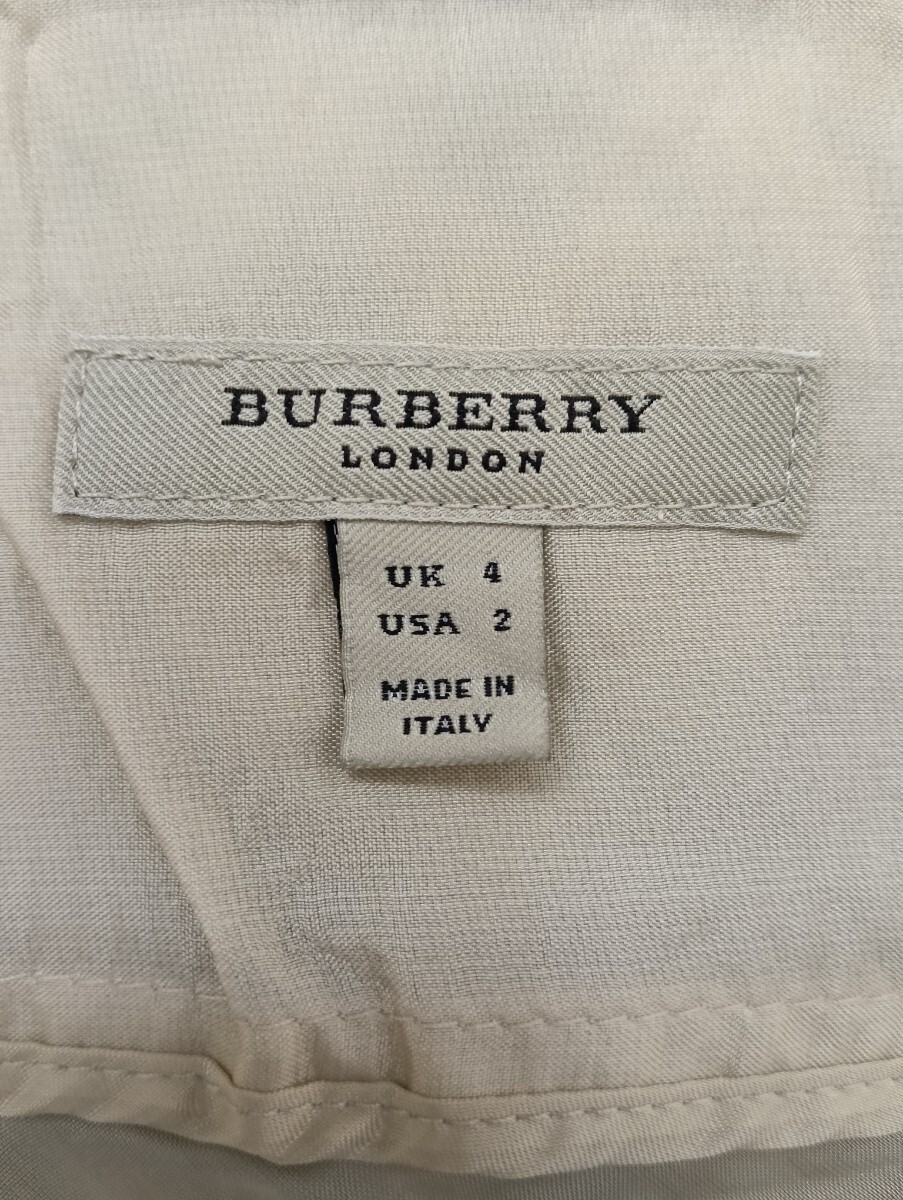 BURBERRY
LONDON
UK 4
USA 2
MADE IN
ITALY